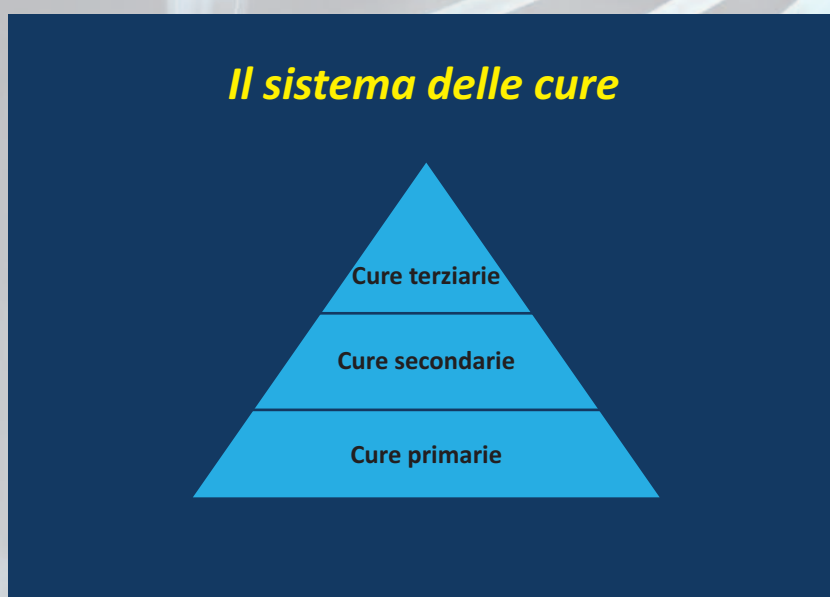 Il sistema delle cure
Cure terziarie
Cure secondarie
Cure primarie